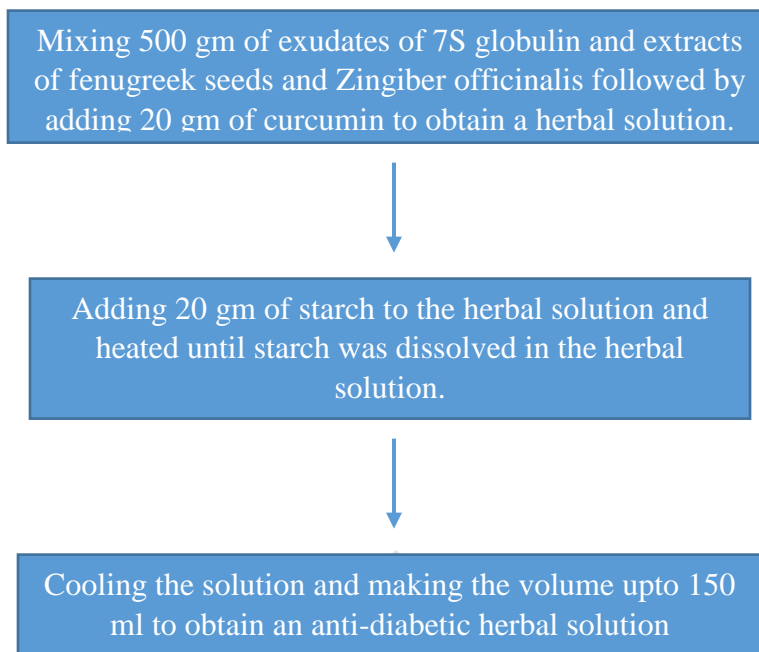 Mixing 500 gm of exudates of 7S globulin and extracts
of fenugreek seeds and Zingiber officinalis followed by
adding 20 gm of curcumin to obtain a herbal solution.
Adding 20 gm of starch to the herbal solution and
heated until starch was dissolved in the herbal
solution.
Cooling the solution and making the volume upto 150
ml to obtain an anti-diabetic herbal solution